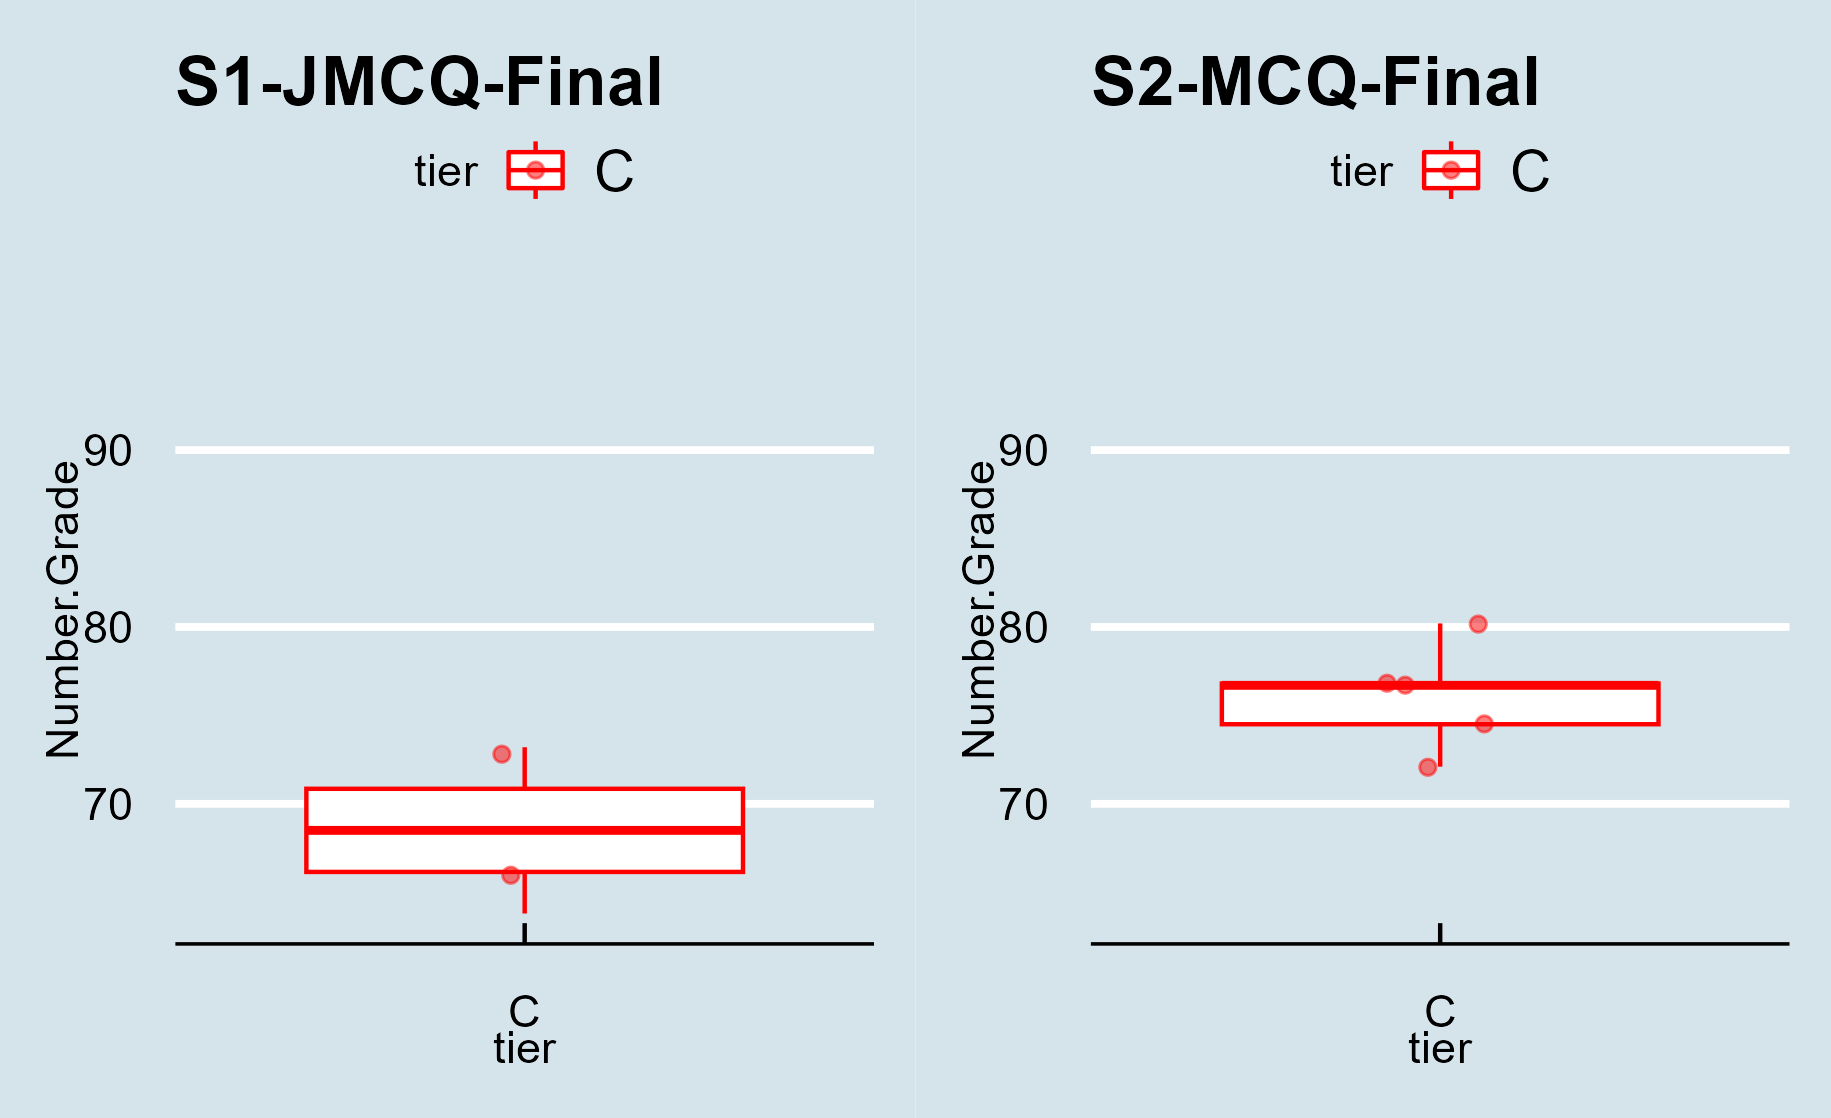 S1-JMCQ-Final
tier C
90
80
70
Number.Grade
C
tier
S2-MCQ-Final
tier C
90
80
70
Number.Grade
C
tier